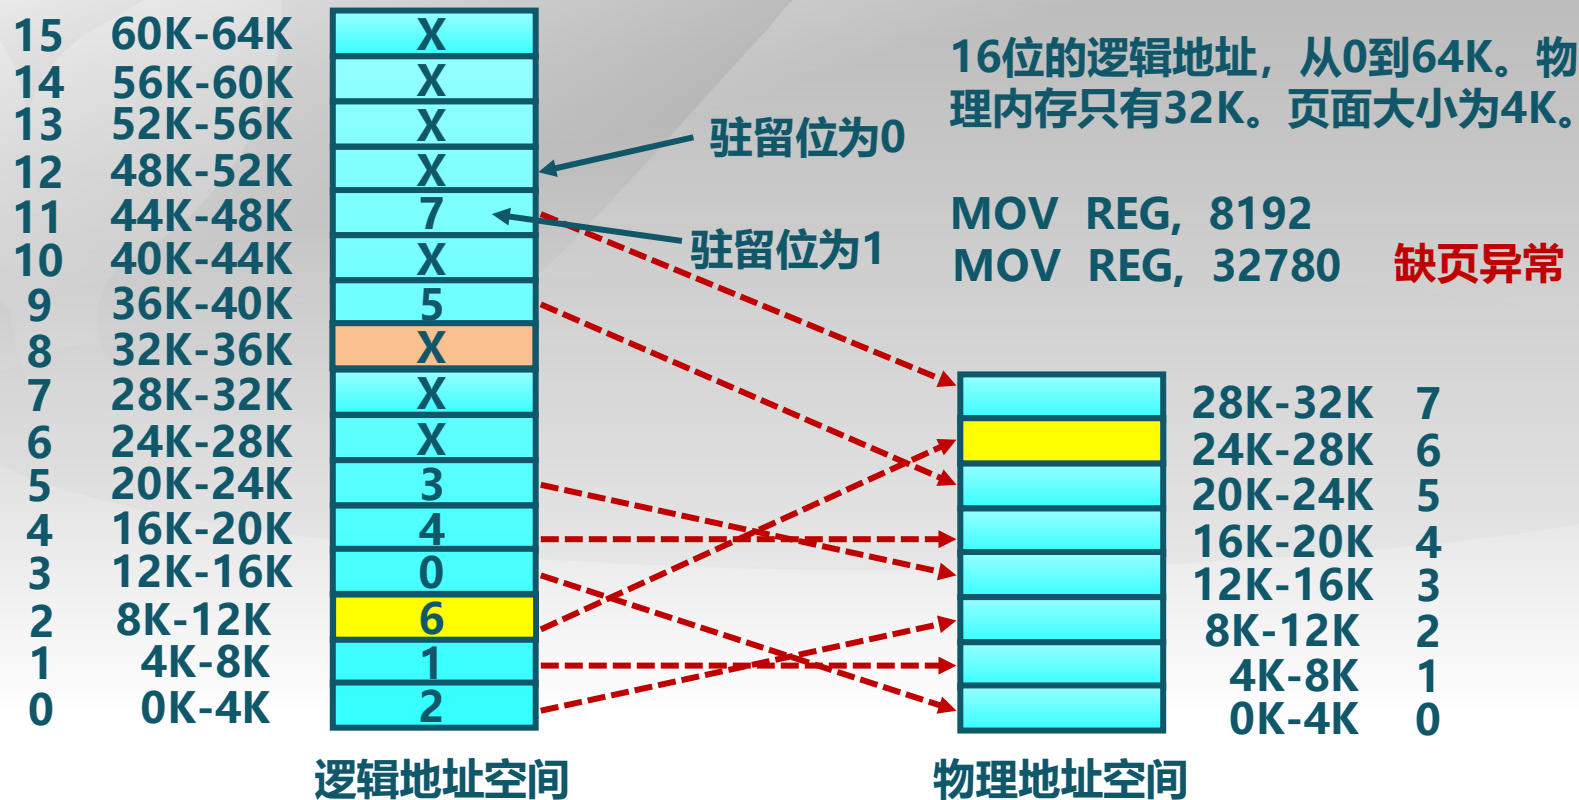 15 60K-64K X
14 56K-60K X
13 52K-56K X
12 48K-52K X
11 44K-48K 7
10 40K-44K X
9 36K-40K 5
8 32K-36K X
7 28K-32K X
6 24K-28K X
5 20K-24K 3
4 16K-20K 4
3 12K-16K 0
2 8K-12K 6
1 4K-8K 1
0 0K-4K 2
逻辑地址空间
驻留位为0
驻留位为1
16位的逻辑地址，从0到64K。物
理内存只有32K。页面大小为4K。
MOV REG, 8192
MOV REG, 32780 缺页异常
28K-32K 7
24K-28K 6
20K-24K 5
16K-20K 4
12K-16K 3
8K-12K 2
4K-8K 1
0K-4K 0
物理地址空间